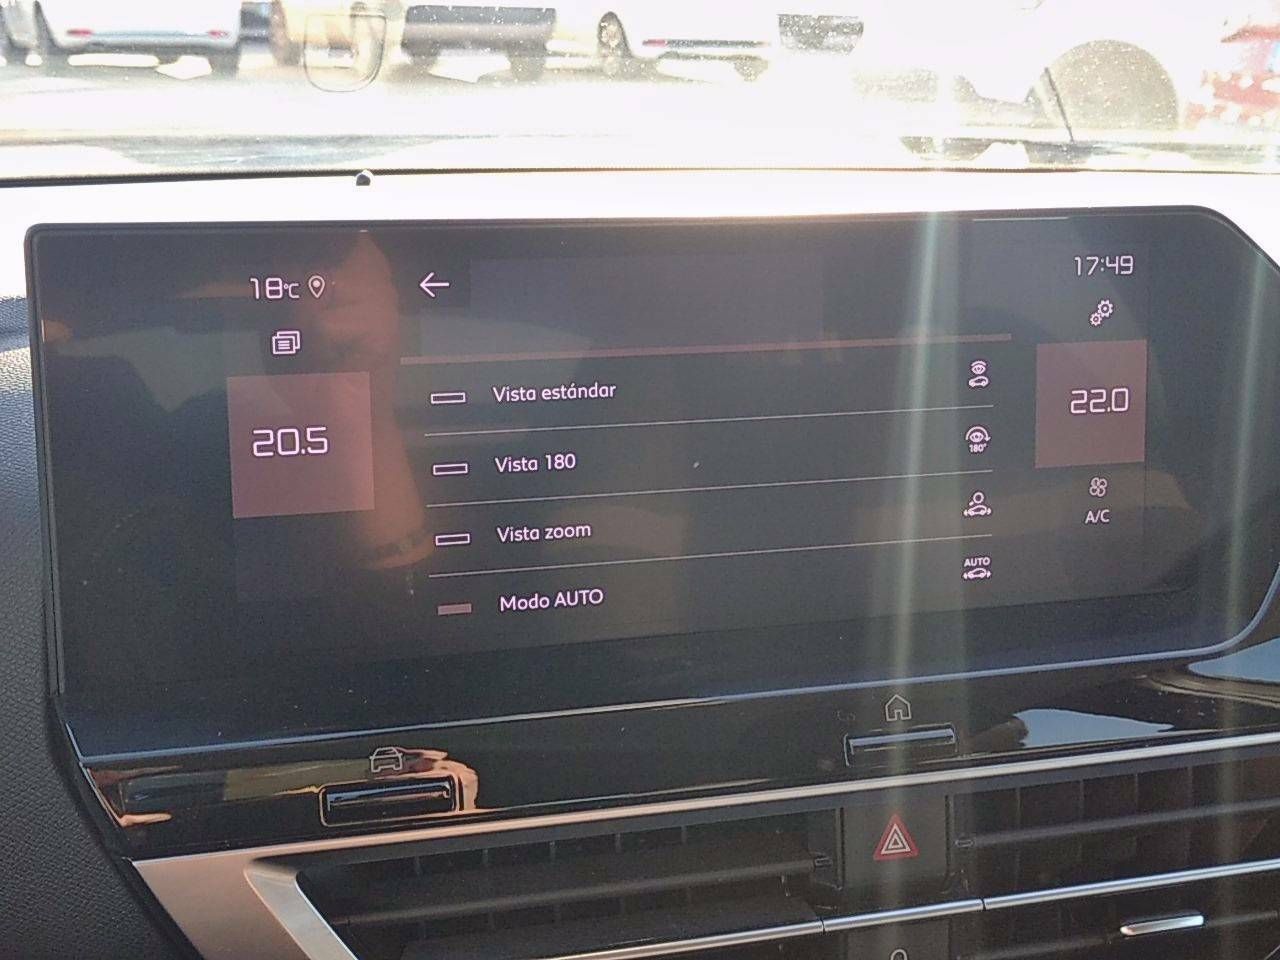 18°C
17:49
20.5
Vista estándar
22.0
Vista 180
180°
Vista zoom
A/C
AUTO
Modo AUTO